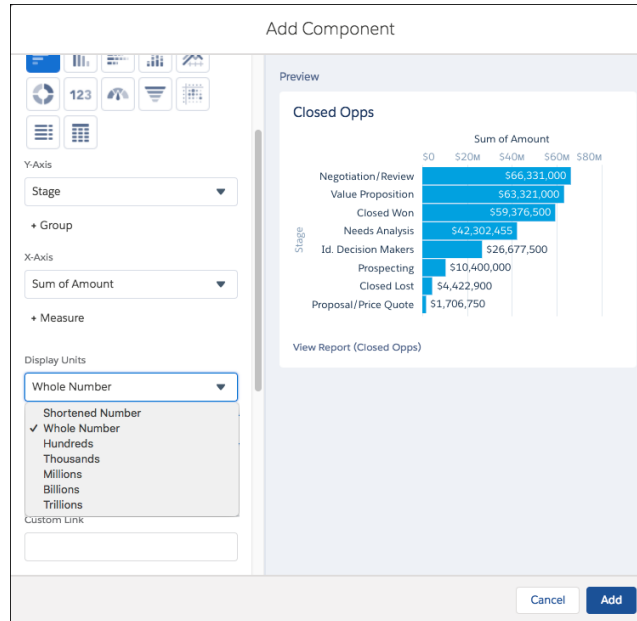 Add Component
123
Y-Axis
Stage
+ Group
X-Axis
Sum of Amount
+ Measure
Display Units
Whole Number
Shortened Number
✓ Whole Number
Hundreds
Thousands
Millions
Billions
Trillions
Custom Link
Preview
Closed Opps
Sum of Amount
$0 $20M $40M $60M $80M
Stage
Negotiation/Review $66,331,000
Value Proposition $63,321,000
Closed Won $59,376,500
Needs Analysis $42,302,455
Id. Decision Makers $26,677,500
Prospecting $10,400,000
Closed Lost $4,422,900
Proposal/Price Quote $1,706,750
View Report (Closed Opps)
Cancel Add